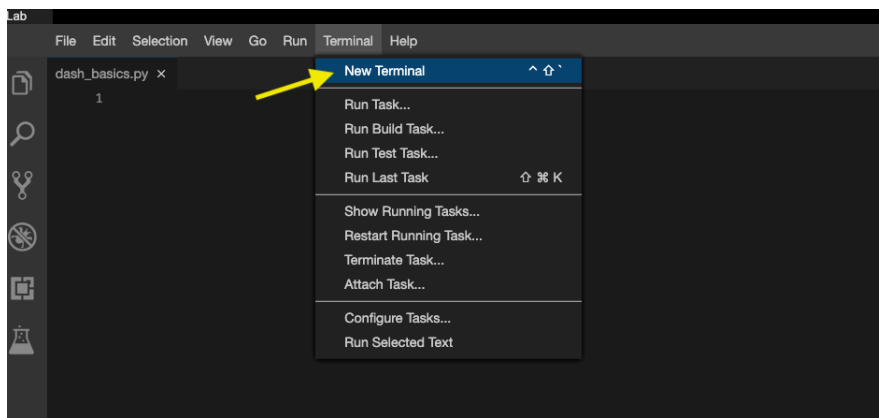 Lab
File Edit Selection View Go Run Terminal Help
dash_basics.py ×
1
New Terminal ^ ⇧ `
Run Task...
Run Build Task...
Run Test Task...
Run Last Task ⇧ ⌘ K
Show Running Tasks...
Restart Running Task...
Terminate Task...
Attach Task...
Configure Tasks...
Run Selected Text